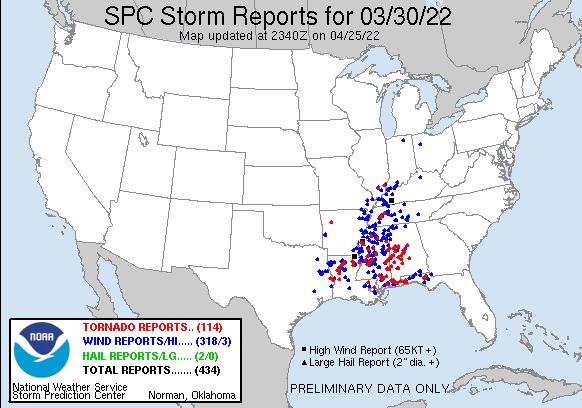 SPC Storm Reports for 03/30/22
Map updated at 2340Z on 04/25/22
TORNADO REPORTS.. (114)
WIND REPORTS/HI..... (318/3)
HAIL REPORTS/LG..... (2/0)
TOTAL REPORTS....... (434)
NOAA
National Weather Service
Storm Prediction Center Norman, Oklahoma
High Wind Report (65KT +)
Large Hail Report (2" dia. +)
PRELIMINARY DATA ONLY